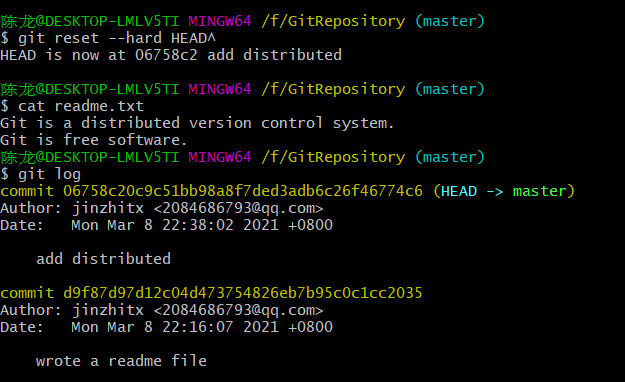 陈龙@DESKTOP-LMLV5TI MINGW64 /f/GitRepository (master)
$ git reset --hard HEAD^
HEAD is now at 06758c2 add distributed
陈龙@DESKTOP-LMLV5TI MINGW64 /f/GitRepository (master)
$ cat readme.txt
Git is a distributed version control system.
Git is free software.
陈龙@DESKTOP-LMLV5TI MINGW64 /f/GitRepository (master)
$ git log
commit 06758c20c9c51bb98a8f7ded3adb6c26f46774c6 (HEAD -> master)
Author: jinzhitx <2084686793@qq.com>
Date:   Mon Mar 8 22:38:02 2021 +0800
    add distributed
commit d9f87d97d12c04d473754826eb7b95c0c1cc2035
Author: jinzhitx <2084686793@qq.com>
Date:   Mon Mar 8 22:16:07 2021 +0800
    wrote a readme file